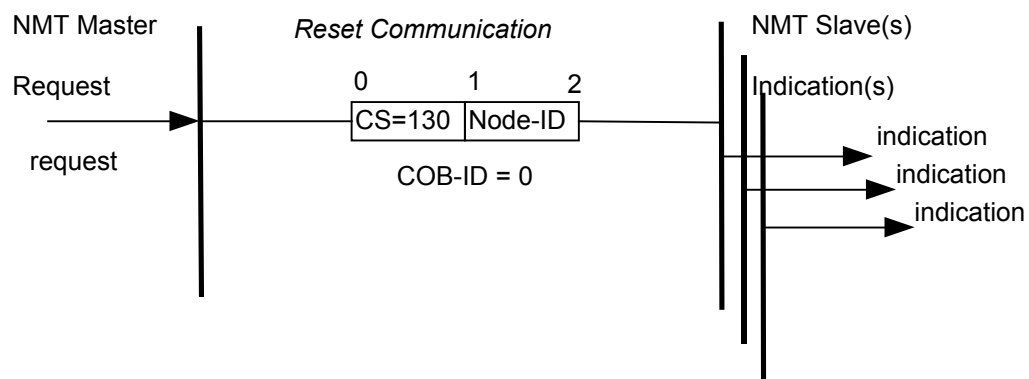 NMT Master
Reset Communication
NMT Slave(s)
Request
0
1
2
Indication(s)
CS=130
Node-ID
request
COB-ID = 0
indication
indication
indication